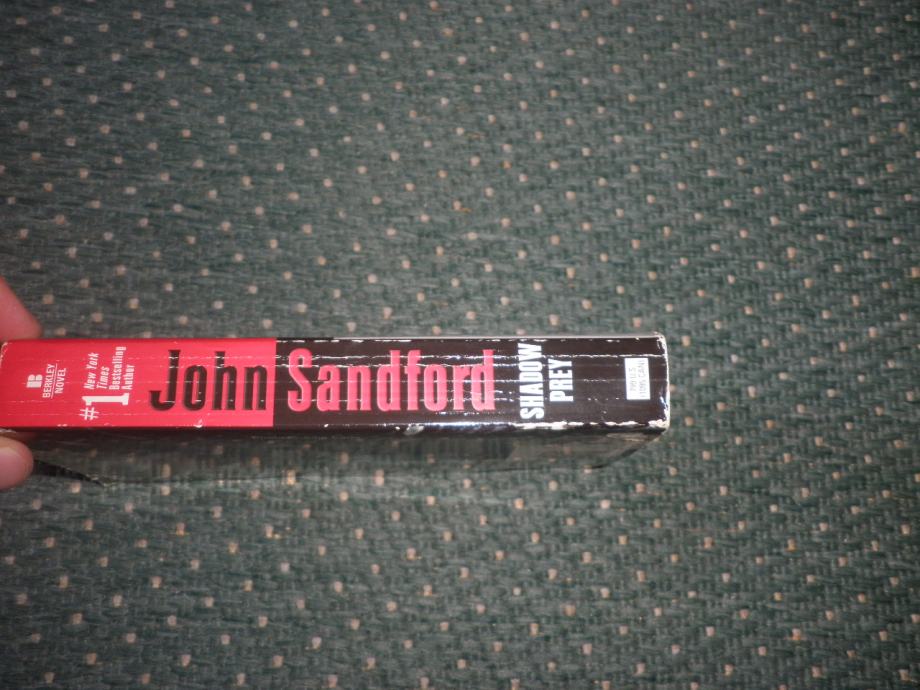 B
BERKLEY
NOVEL
#1 New York
Times
Bestselling
Author
John Sandford
SHADOW
PREY